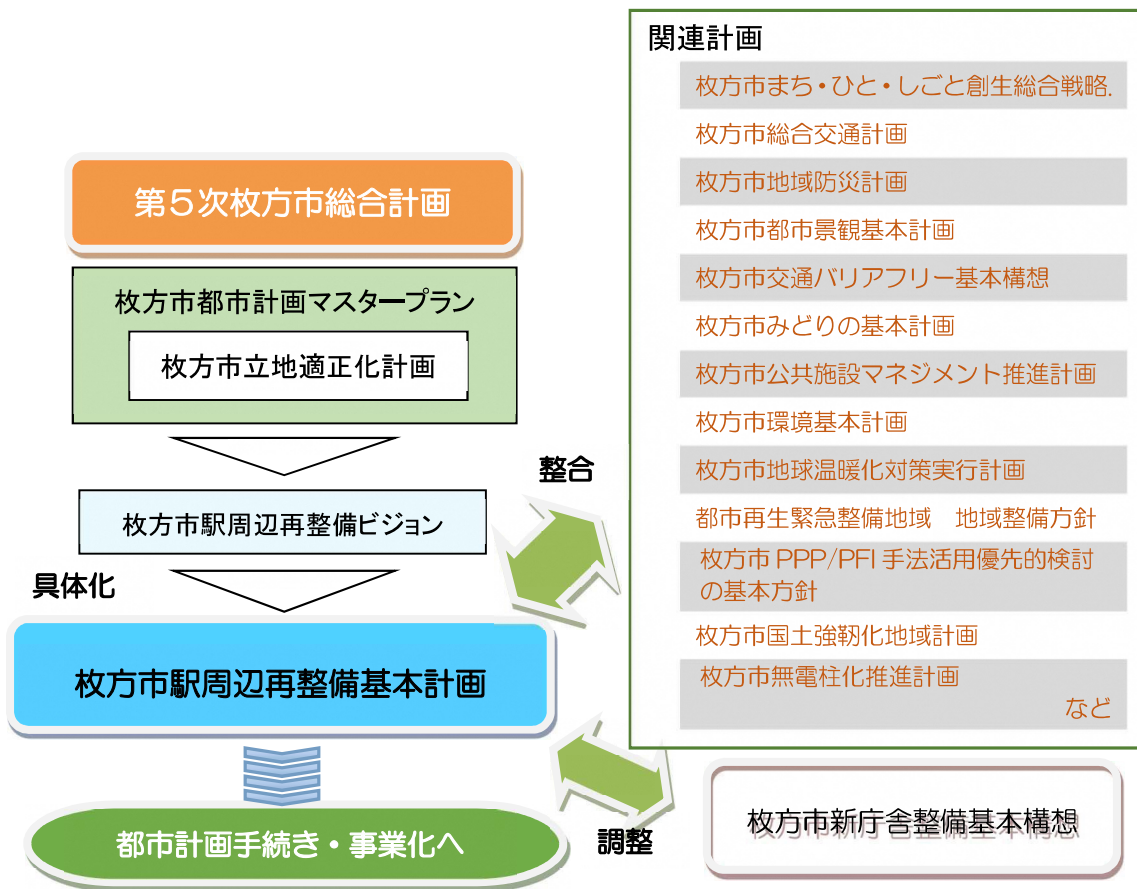 第５次枚方市総合計画
枚方市都市計画マスタープラン
枚方市立地適正化計画
枚方市駅周辺再整備ビジョン
具体化
枚方市駅周辺再整備基本計画
都市計画手続き・事業化へ
整合
調整
関連計画
枚方市まち・ひと・しごと創生総合戦略.
枚方市総合交通計画
枚方市地域防災計画
枚方市都市景観基本計画
枚方市交通バリアフリー基本構想
枚方市みどりの基本計画
枚方市公共施設マネジメント推進計画
枚方市環境基本計画
枚方市地球温暖化対策実行計画
都市再生緊急整備地域　地域整備方針
枚方市 PPP/PFI 手法活用優先的検討
の基本方針
枚方市国土強靭化地域計画
枚方市無電柱化推進計画
など
枚方市新庁舎整備基本構想